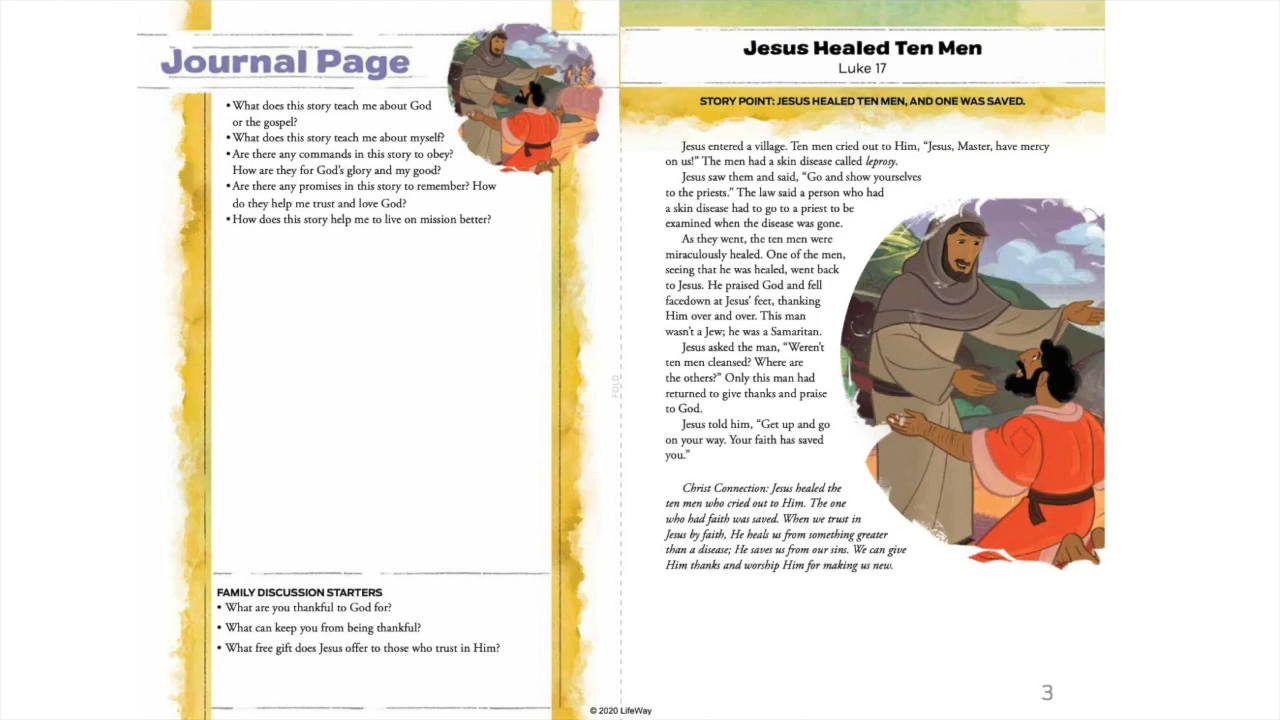 Journal Page
• What does this story teach me about God
or the gospel?
• What does this story teach me about myself?
• Are there any commands in this story to obey?
How are they for God's glory and my good?
• Are there any promises in this story to remember? How
do they help me trust and love God?
• How does this story help me to live on mission better?
FAMILY DISCUSSION STARTERS
• What are you thankful to God for?
• What can keep you from being thankful?
• What free gift does Jesus offer to those who trust in Him?
FOLD
Jesus Healed Ten Men
Luke 17
STORY POINT: JESUS HEALED TEN MEN, AND ONE WAS SAVED.
Jesus entered a village. Ten men cried out to Him, “Jesus, Master, have mercy
on us!” The men had a skin disease called leprosy.
Jesus saw them and said, “Go and show yourselves
to the priests.” The law said a person who had
a skin disease had to go to a priest to be
examined when the disease was gone.
As they went, the ten men were
miraculously healed. One of the men,
seeing that he was healed, went back
to Jesus. He praised God and fell
facedown at Jesus’ feet, thanking
Him over and over. This man
wasn’t a Jew; he was a Samaritan.
Jesus asked the man, “Weren’t
ten men cleansed? Where are
the others?” Only this man had
returned to give thanks and praise
to God.
Jesus told him, “Get up and go
on your way. Your faith has saved
you.”
Christ Connection: Jesus healed the
ten men who cried out to Him. The one
who had faith was saved. When we trust in
Jesus by faith, He heals us from something greater
than a disease; He saves us from our sins. We can give
Him thanks and worship Him for making us new.
3
© 2020 LifeWay